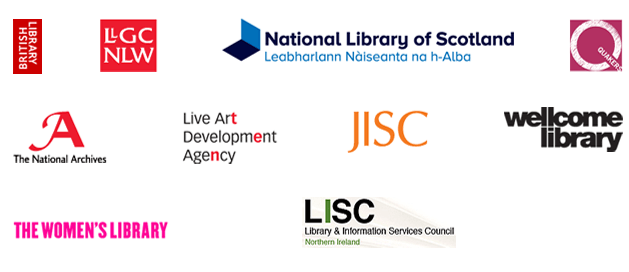 BRITISH
LIBRARY
LLGC
NLW
National Library of Scotland
Leabharlann Nàiseanta na h-Alba
QUAKERS
The National Archives
Live Art
Development
Agency
JISC
wellcome
library
THE WOMEN'S LIBRARY
LISC
Library & Information Services Council
Northern Ireland